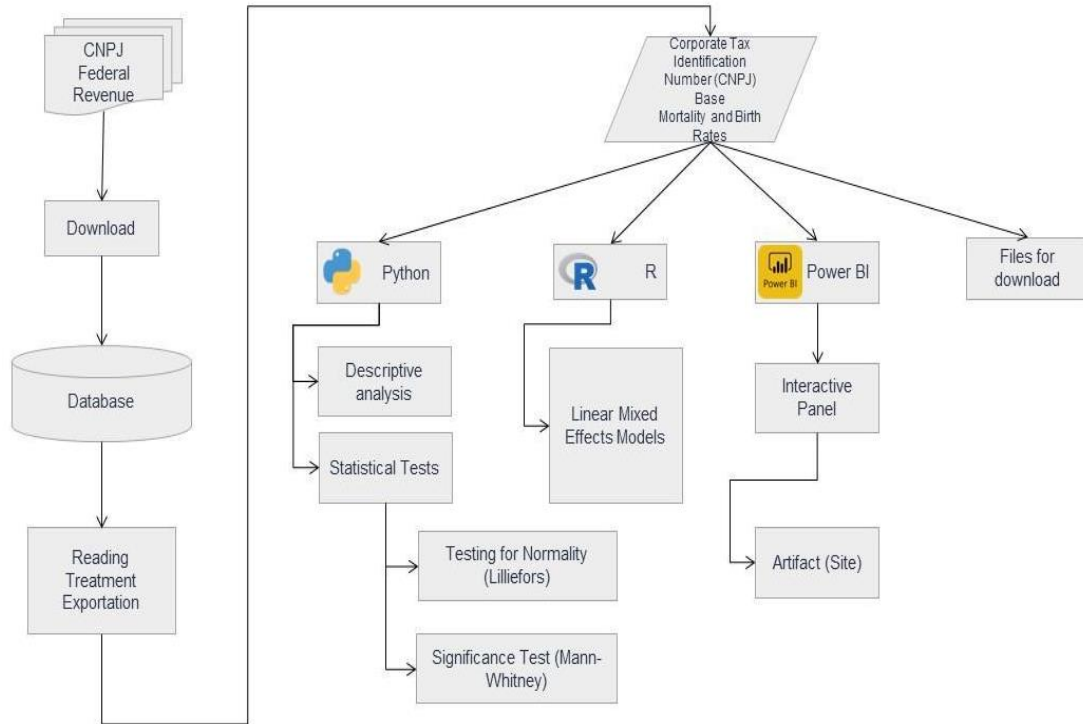 CNPJ
Federal
Revenue
Download
Database
Reading
Treatment
Exportation
Corporate Tax
Identification
Number (CNPJ)
Base
Mortality and Birth
Rates
Python
R
R
Power BI
Power BI
Files for
download
Descriptive
analysis
Statistical Tests
Testing for Normality
(Lilliefors)
Significance Test (Mann-
Whitney)
Linear Mixed
Effects Models
Interactive
Panel
Artifact (Site)